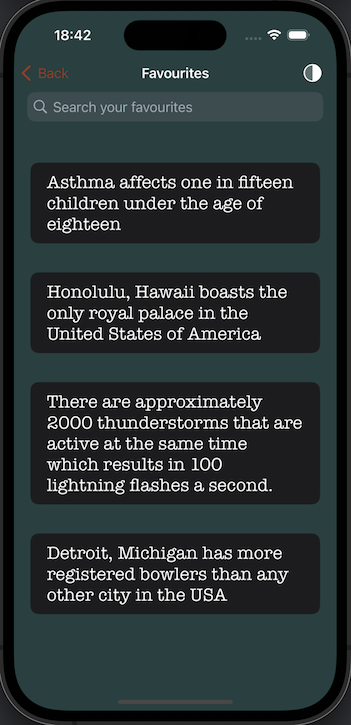 18:42
Back
Favourites
Search your favourites
Asthma affects one in fifteen
children under the age of
eighteen
Honolulu, Hawaii boasts the
only royal palace in the
United States of America
There are approximately
2000 thunderstorms that are
active at the same time
which results in 100
lightning flashes a second.
Detroit, Michigan has more
registered bowlers than any
other city in the USA